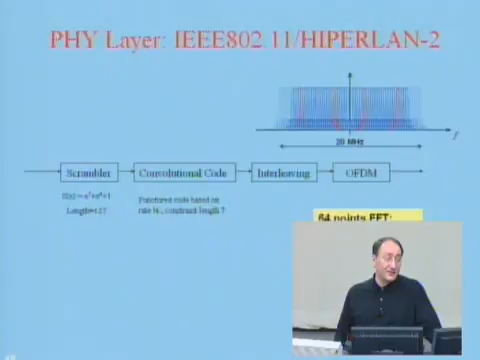 PHY Layer: IEEE802.11/HIPERLAN-2
f
20 MHz
Scrambler
Convolutional Code
Interleaving
OFDM
Length=127
Punctured code based on
rate ½, constraint length 7
64 points FFT: